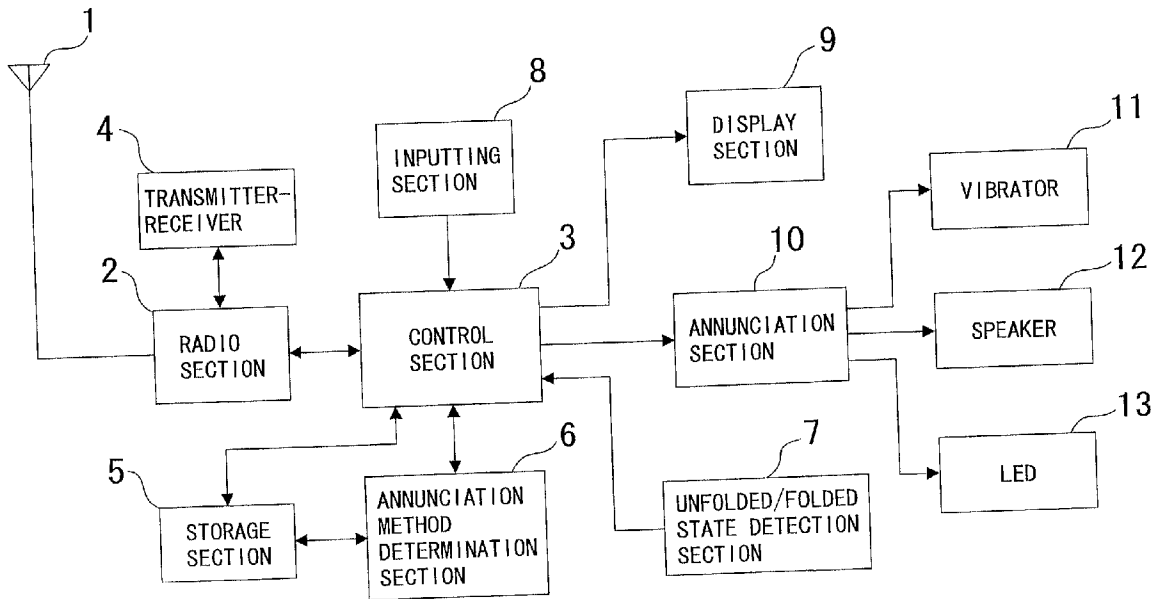 1
9
DISPLAY
SECTION
8
INPUTTING
SECTION
11
VIBRATOR
4
TRANSMITTER-
RECEIVER
3
CONTROL
SECTION
10
ANNUNCIATION
SECTION
12
SPEAKER
2
RADIO
SECTION
13
LED
5
STORAGE
SECTION
6
ANNUNCIATION
METHOD
DETERMINATION
SECTION
7
UNFOLDED/FOLDED
STATE DETECTION
SECTION